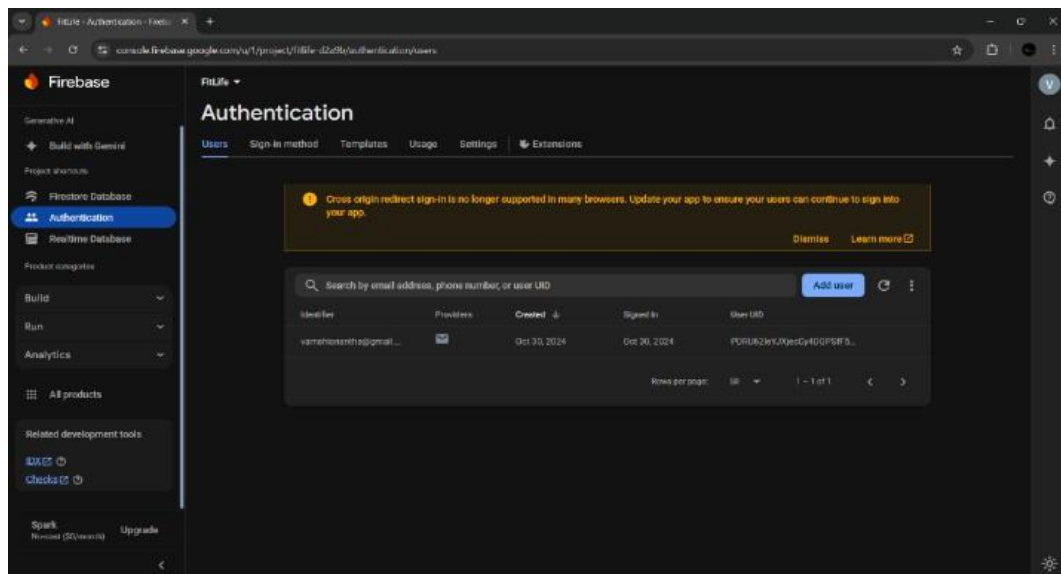 FitLife - Authentication - Fireba
console.firebase.google.com/u/1/project/fitlife-d2a9b/authentication/users
Firebase
FitLife
Authentication
Generative AI
Build with Gemini
Users Sign-in method Templates Usage Settings Extensions
Project shortcuts
Firestore Database
Authentication
Realtime Database
Product categories
Build
Run
Analytics
All products
Related development tools
IDX
Checks
Spark
No-cost ($0/month)
Upgrade
Cross origin redirect sign-in is no longer supported in many browsers. Update your app to ensure your users can continue to sign into
your app.
Dismiss Learn more
Search by email address, phone number, or user UID
Add user
Identifier Providers Created Signed In User UID
Oct 30, 2024 Oct 30, 2024
Rows per page: 50 1 – 1 of 1
V